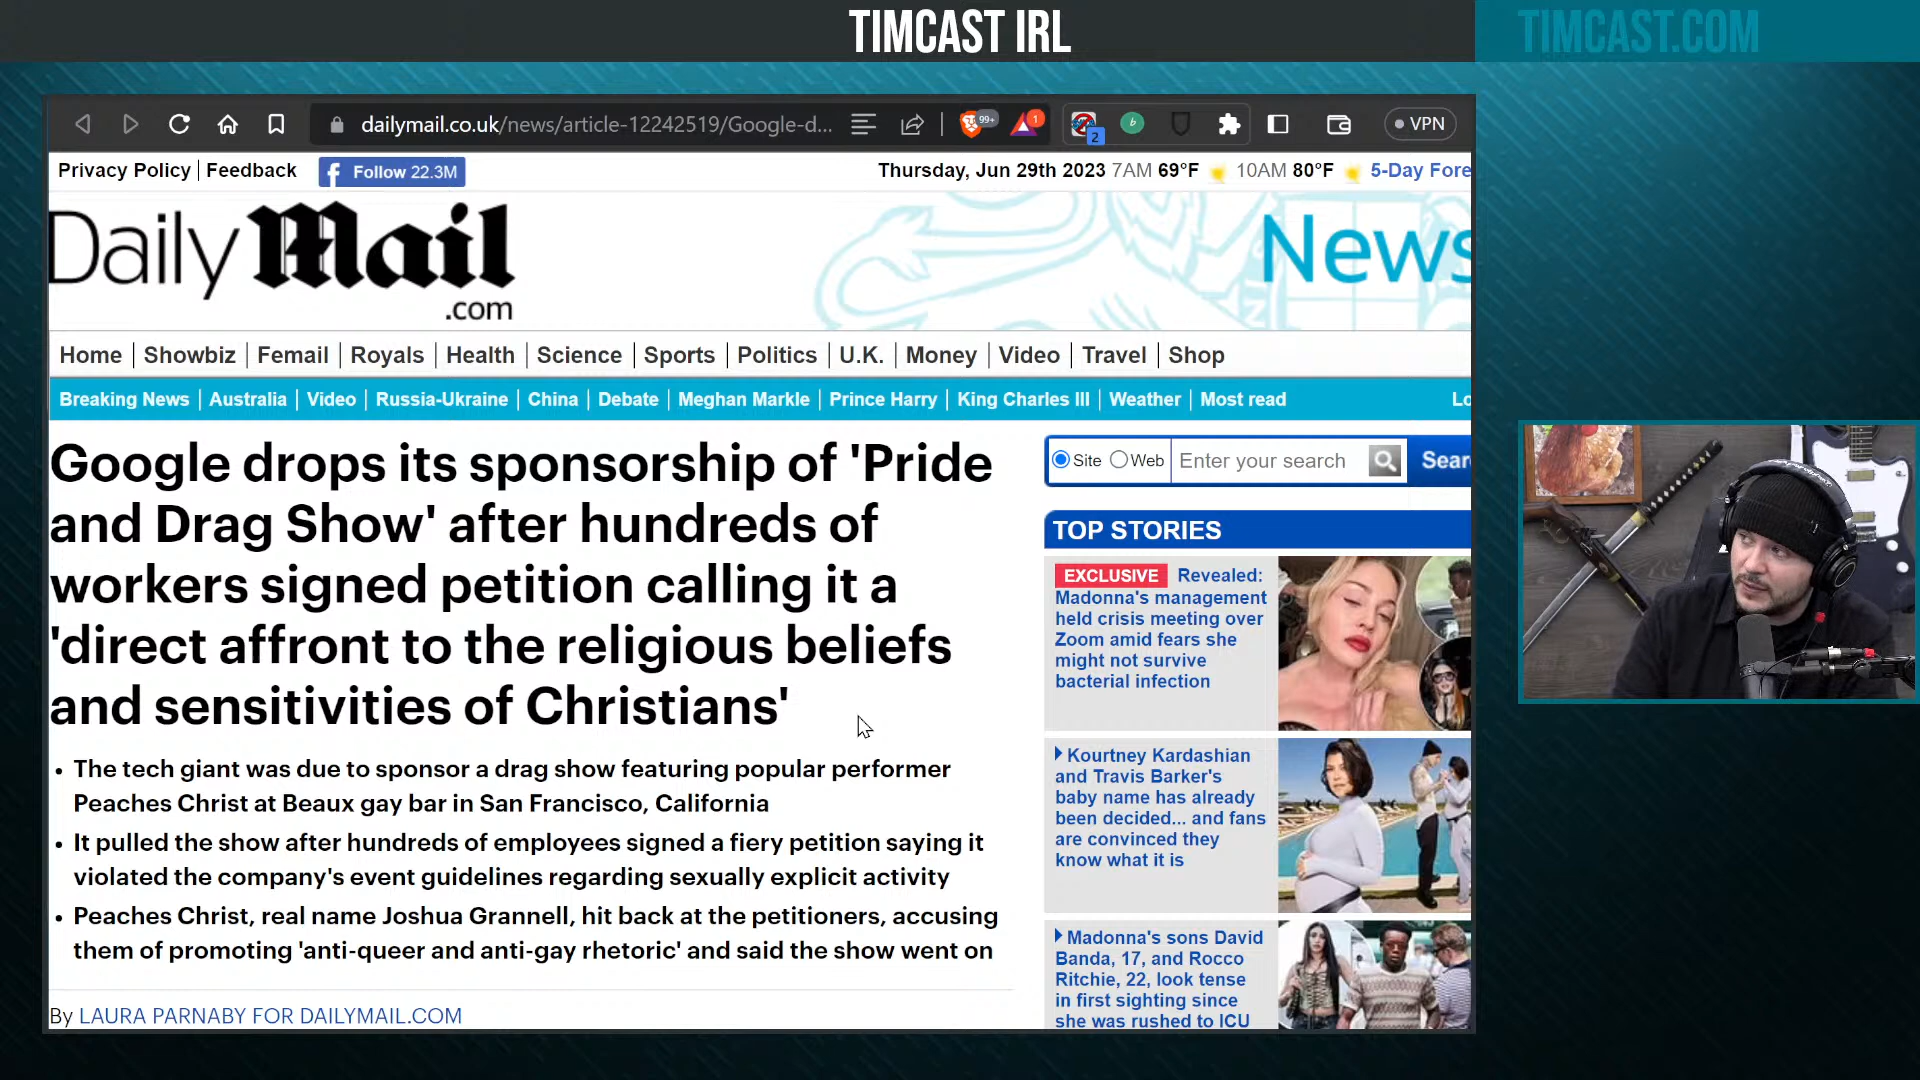 TIMCAST IRL
TIMCAST.COM
dailymail.co.uk/news/article-12242519/Google-d...
99+
1
2
b
VPN
Privacy Policy | Feedback
Follow 22.3M
Thursday, Jun 29th 2023 7AM 69°F 10AM 80°F 5-Day Fore
Daily Mail
.com
News
Home | Showbiz | Femail | Royals | Health | Science | Sports | Politics | U.K. | Money | Video | Travel | Shop
Breaking News | Australia | Video | Russia-Ukraine | China | Debate | Meghan Markle | Prince Harry | King Charles III | Weather | Most read
Lo
Google drops its sponsorship of 'Pride
and Drag Show' after hundreds of
workers signed petition calling it a
'direct affront to the religious beliefs
and sensitivities of Christians'
• The tech giant was due to sponsor a drag show featuring popular performer
Peaches Christ at Beaux gay bar in San Francisco, California
• It pulled the show after hundreds of employees signed a fiery petition saying it
violated the company's event guidelines regarding sexually explicit activity
• Peaches Christ, real name Joshua Grannell, hit back at the petitioners, accusing
them of promoting 'anti-queer and anti-gay rhetoric' and said the show went on
By LAURA PARNABY FOR DAILYMAIL.COM
Site Web Enter your search Sear
TOP STORIES
EXCLUSIVE Revealed:
Madonna's management
held crisis meeting over
Zoom amid fears she
might not survive
bacterial infection
Kourtney Kardashian
and Travis Barker's
baby name has already
been decided... and fans
are convinced they
know what it is
Madonna's sons David
Banda, 17, and Rocco
Ritchie, 22, look tense
in first sighting since
she was rushed to ICU